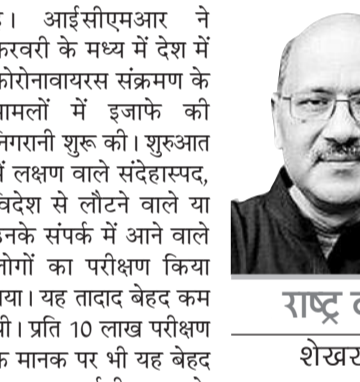 है। आईसीएमआर ने
फरवरी के मध्य में देश में
कोरोनावायरस संक्रमण के
मामलों में इजाफे की
निगरानी शुरू की। शुरुआत
में लक्षण वाले संदेहास्पद,
विदेश से लौटने वाले या
उनके संपर्क में आने वाले
लोगों का परीक्षण किया
गया। यह तादाद बेहद कम
थी। प्रति 10 लाख परीक्षण
के मानक पर भी यह बेहद
राष्ट्र
शेखर